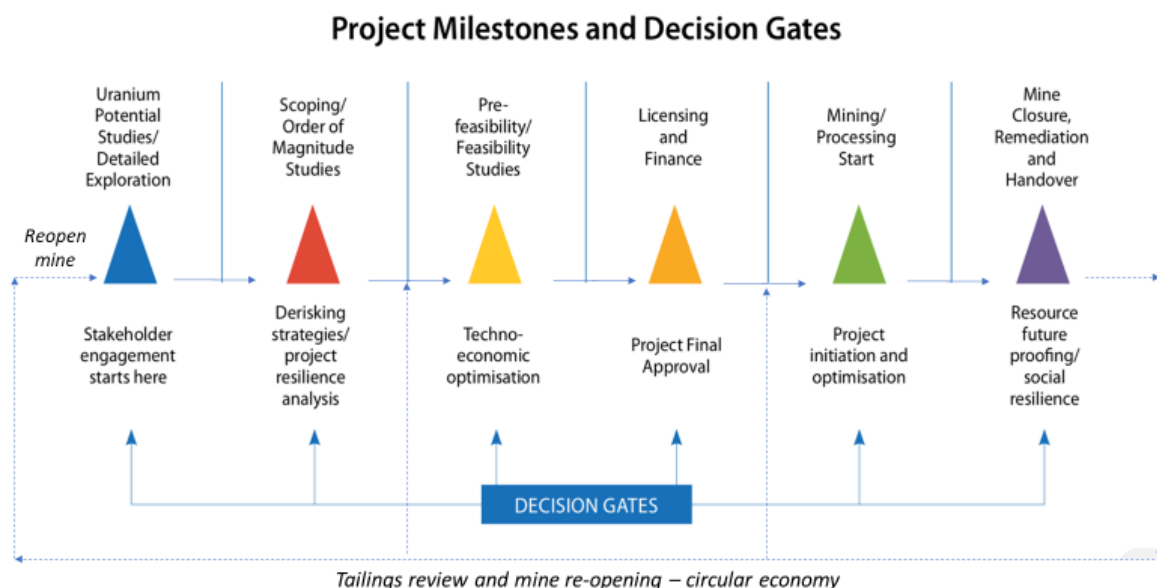 Project Milestones and Decision Gates
Uranium
Potential
Studies/
Detailed
Exploration
Scoping/
Order of
Magnitude
Studies
Pre-
feasibility/
Feasibility
Studies
Licensing
and
Finance
Mining/
Processing
Start
Mine
Closure,
Remediation
and
Handover
Reopen
mine
Stakeholder
engagement
starts here
Derisking
strategies/
project
resilience
analysis
Techno-
economic
optimisation
Project Final
Approval
Project
initiation and
optimisation
Resource
future
proofing/
social
resilience
DECISION GATES
Tailings review and mine re-opening – circular economy